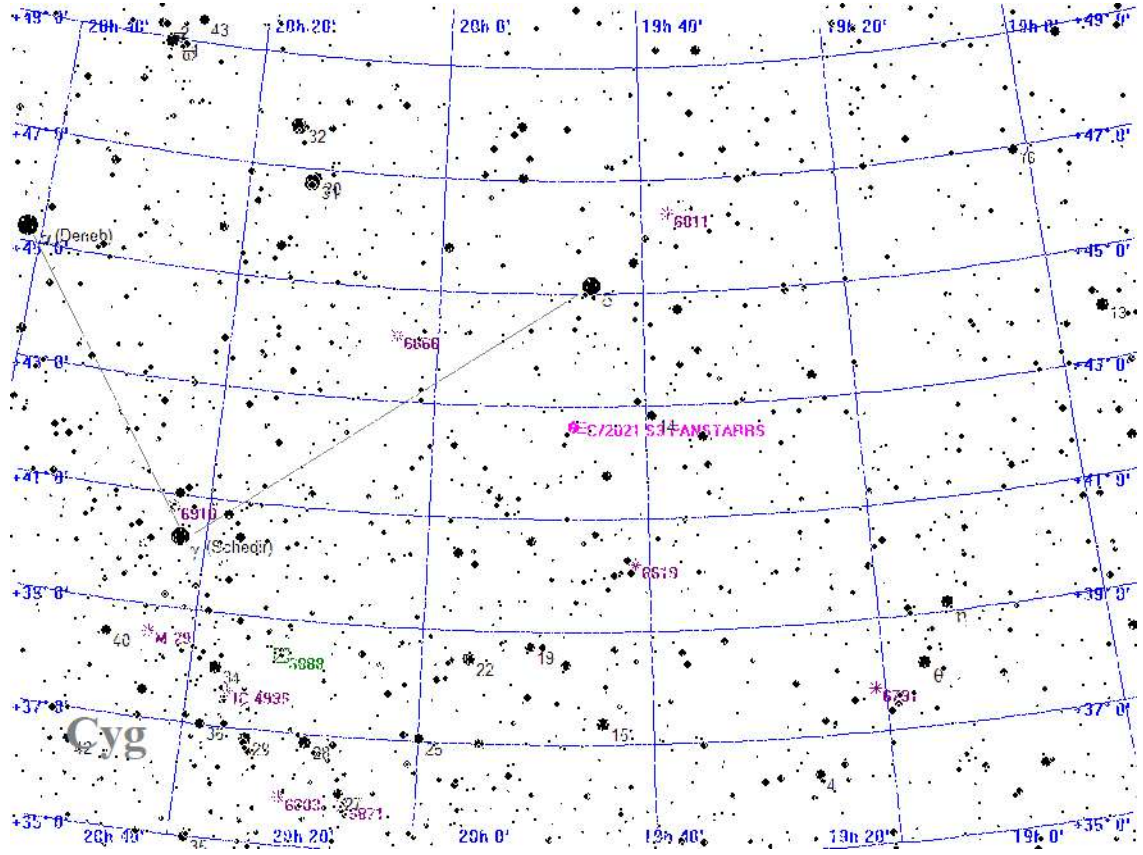 +49° 0'
20h 40'
43
20h 20'
20h 0'
19h 40'
19h 20'
19h 0'
+49° 0'
32
+47° 0'
+47° 0'
16
31
6811
(Deneb)
+45° 0'
+45° 0'
13
6866
+43° 0'
+43° 0'
14
C/2021 S3 PANSTARRS
+41° 0'
+41° 0'
6910
γ (Schedir)
6819
+39° 0'
+39° 0'
η
40
M 29
6888
22
19
θ
34
IC 4996
6791
+37° 0'
+37° 0'
Cyg
42
36
29
28
25
15
4
6883
27
6871
+35° 0'
+35° 0'
20h 40'
20h 20'
20h 0'
19h 40'
19h 20'
19h 0'